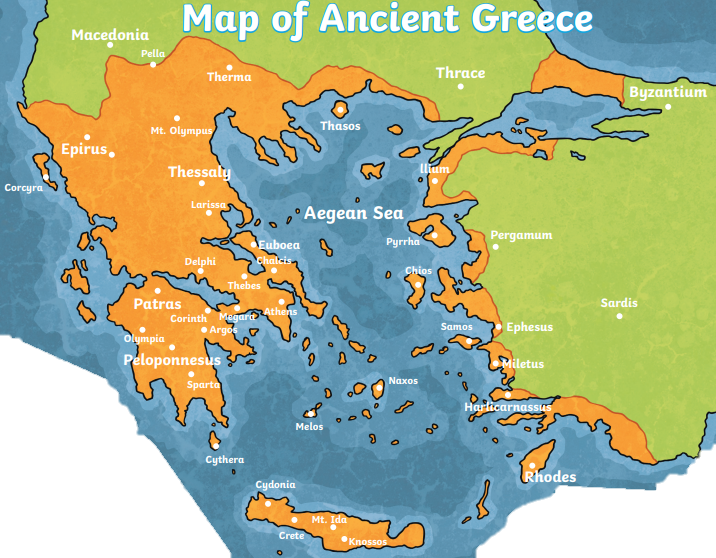 Map of Ancient Greece
Macedonia
Pella
Therma
Thrace
Byzantium
Thasos
Mt. Olympus
Epirus
Ilium
Thessaly
Corcyra
Larissa
Aegean Sea
Pyrrha
Pergamum
Euboea
Chalcis
Delphi
Chios
Thebes
Patras
Sardis
Athens
Megara
Corinth
Argos
Samos
Ephesus
Olympia
Peloponnesus
Miletus
Sparta
Naxos
Harlicarnassus
Melos
Cythera
Rhodes
Cydonia
Mt. Ida
Crete
Knossos